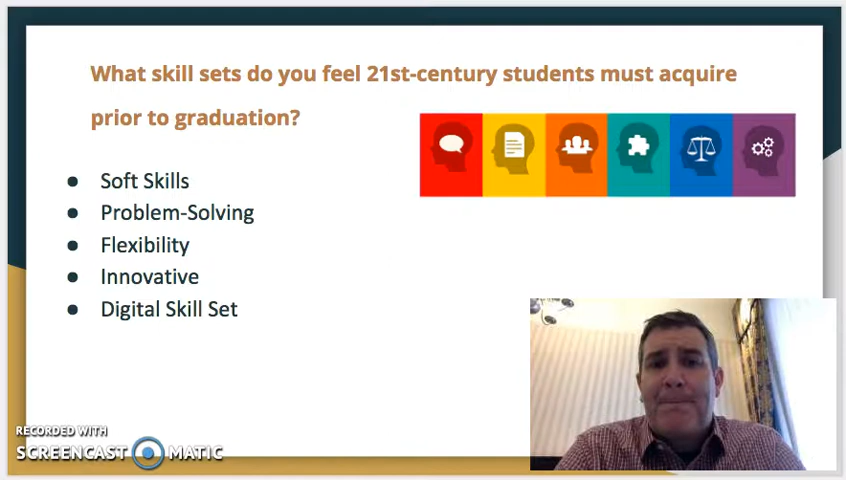 What skill sets do you feel 21st-century students must acquire
prior to graduation?
Soft Skills
Problem-Solving
Flexibility
Innovative
Digital Skill Set
RECORDED WITH
SCREENCAST MATIC